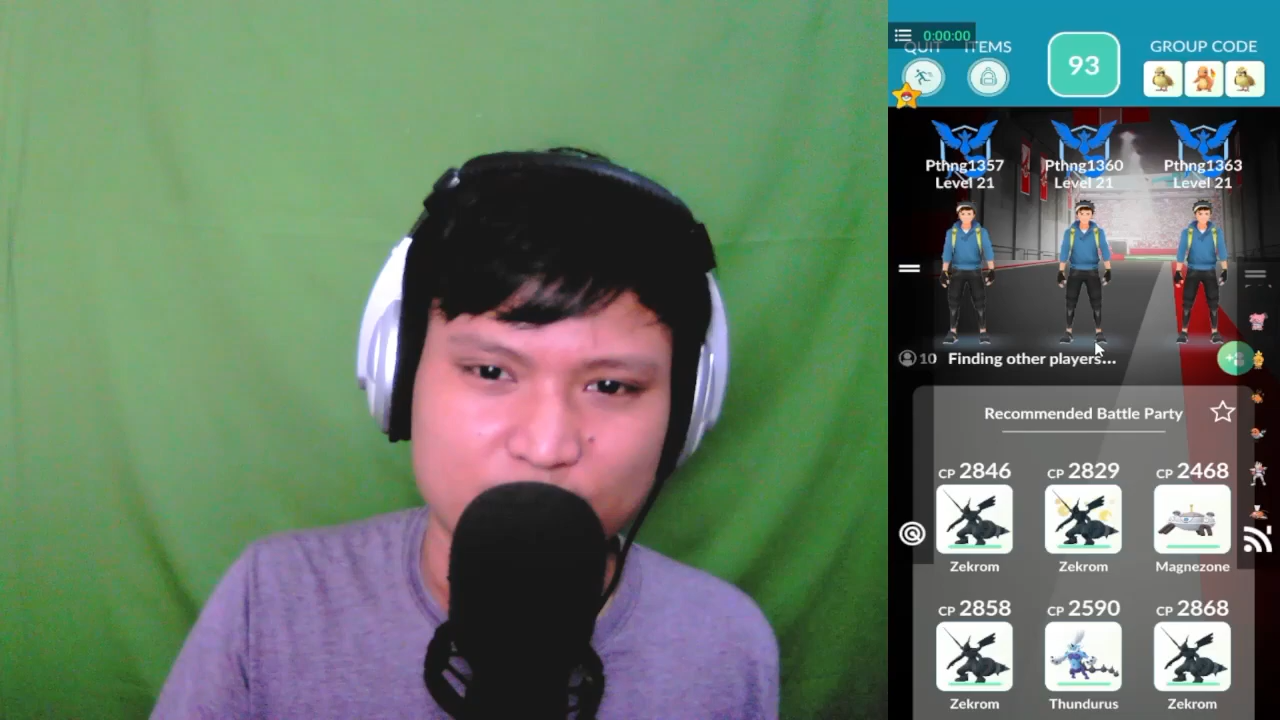 0:00:00
QUIT ITEMS
93
GROUP CODE
Pthng1357
Level 21
Pthng1360
Level 21
Pthng1363
Level 21
10 Finding other players...
Recommended Battle Party
CP 2846
CP 2829
CP 2468
Zekrom
Zekrom
Magnezone
CP 2858
CP 2590
CP 2868
Zekrom
Thundurus
Zekrom